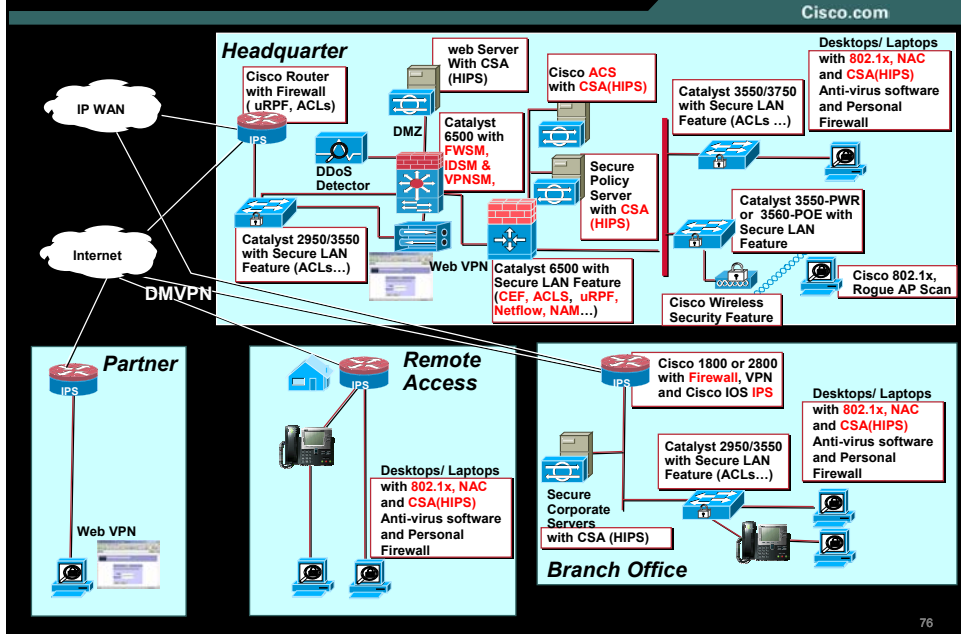 Cisco.com
Headquarter
Cisco Router
with Firewall
( uRPF, ACLs)
IPS
web Server
With CSA
(HIPS)
DMZ
DDoS
Detector
Catalyst
6500 with
FWSM,
IDSM &
VPNSM,
Cisco ACS
with CSA(HIPS)
Secure
Policy
Server
with CSA
(HIPS)
Catalyst 3550/3750
with Secure LAN
Feature (ACLs …)
Desktops/ Laptops
with 802.1x, NAC
and CSA(HIPS)
Anti-virus software
and Personal
Firewall
Catalyst 3550-PWR
or 3560-POE with
Secure LAN
Feature
Catalyst 2950/3550
with Secure LAN
Feature (ACLs…)
Web VPN
Catalyst 6500 with
Secure LAN Feature
(CEF, ACLS, uRPF,
Netflow, NAM…)
Cisco Wireless
Security Feature
Cisco 802.1x,
Rogue AP Scan
IP WAN
Internet
DMVPN
Partner
IPS
Web VPN
Remote
Access
IPS
Desktops/ Laptops
with 802.1x, NAC
and CSA(HIPS)
Anti-virus software
and Personal
Firewall
IPS
Cisco 1800 or 2800
with Firewall, VPN
and Cisco IOS IPS
Desktops/ Laptops
with 802.1x, NAC
and CSA(HIPS)
Anti-virus software
and Personal
Firewall
Catalyst 2950/3550
with Secure LAN
Feature (ACLs…)
Secure
Corporate
Servers
with CSA (HIPS)
Branch Office
76